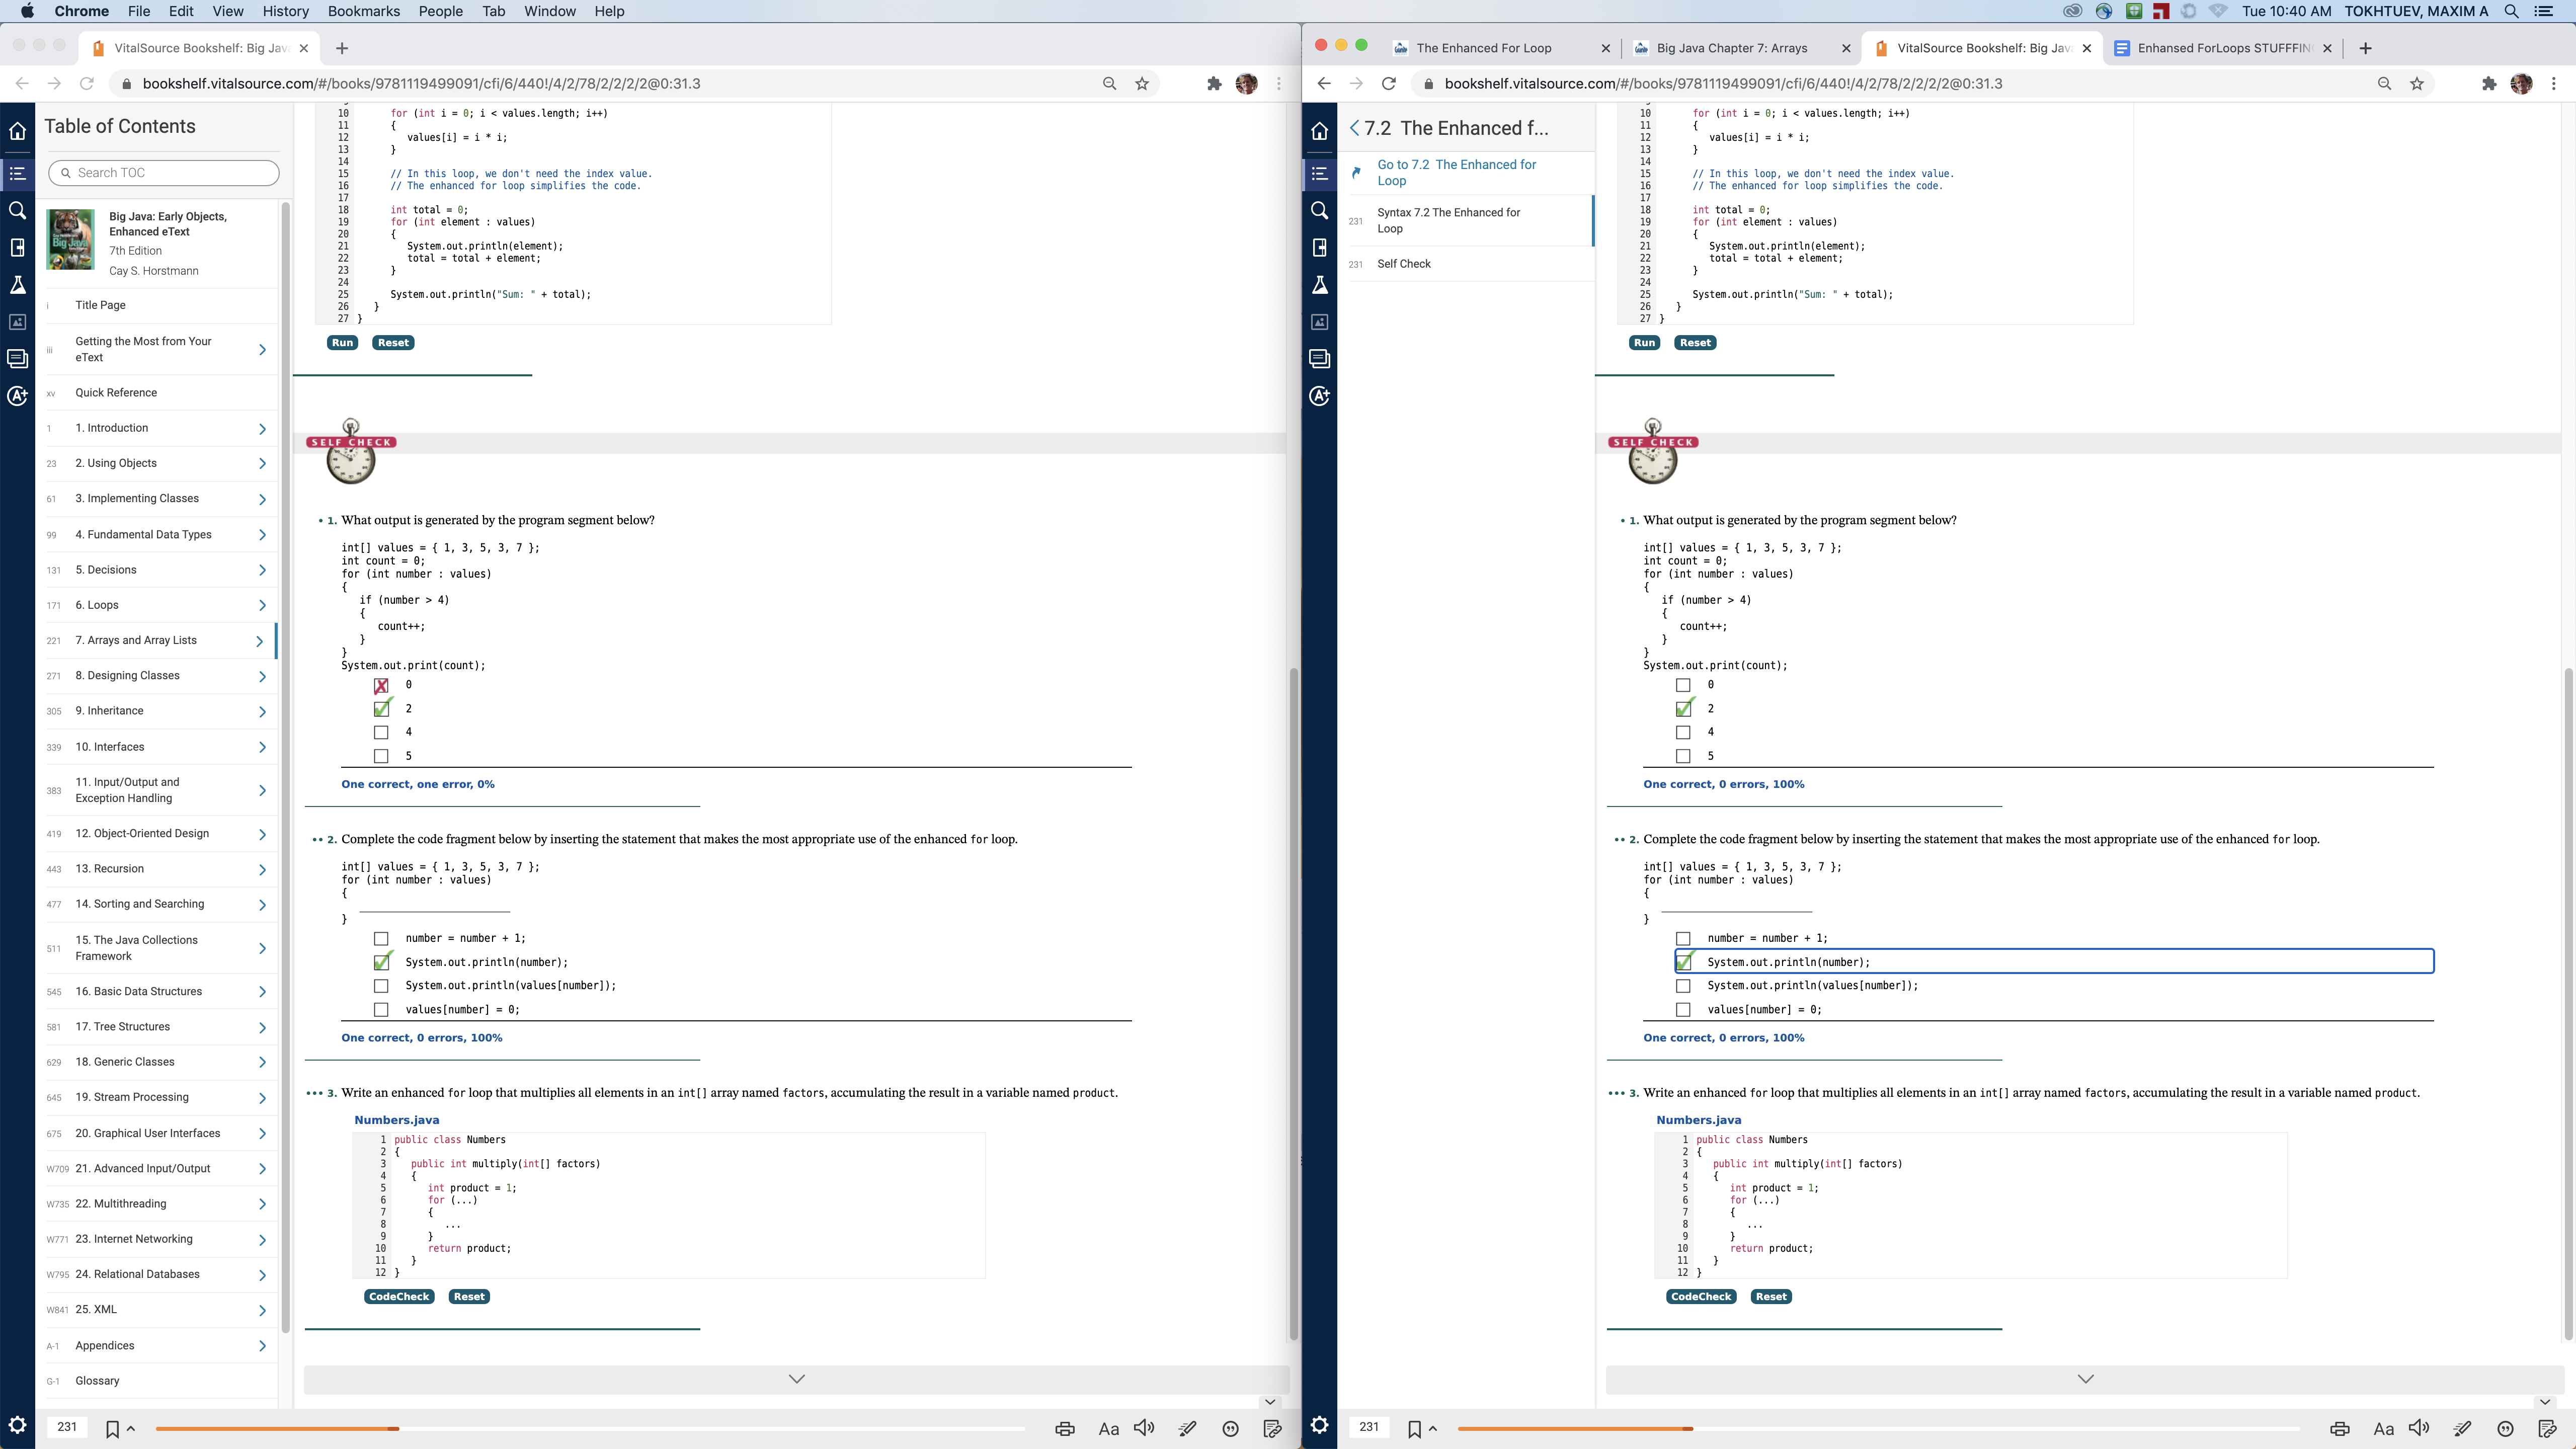 Chrome File Edit View History Bookmarks People Tab Window Help
Tue 10:40 AM TOKHTUEV, MAXIM A
VitalSource Bookshelf: Big Jav
bookshelf.vitalsource.com/#/books/9781119499091/cfi/6/440!/4/2/78/2/2/2/2@0:31.3
Table of Contents
Search TOC
Big Java
Big Java: Early Objects,
Enhanced eText
7th Edition
Cay S. Horstmann
i Title Page
iii Getting the Most from Your
eText
xv Quick Reference
1 1. Introduction
23 2. Using Objects
61 3. Implementing Classes
99 4. Fundamental Data Types
131 5. Decisions
171 6. Loops
221 7. Arrays and Array Lists
271 8. Designing Classes
305 9. Inheritance
339 10. Interfaces
383 11. Input/Output and
Exception Handling
419 12. Object-Oriented Design
443 13. Recursion
477 14. Sorting and Searching
511 15. The Java Collections
Framework
545 16. Basic Data Structures
581 17. Tree Structures
629 18. Generic Classes
645 19. Stream Processing
675 20. Graphical User Interfaces
W709 21. Advanced Input/Output
W735 22. Multithreading
W771 23. Internet Networking
W795 24. Relational Databases
W841 25. XML
A-1 Appendices
G-1 Glossary
10 for (int i = 0; i < values.length; i++)
11 {
12 values[i] = i * i;
13 }
14
15 // In this loop, we don't need the index value.
16 // The enhanced for loop simplifies the code.
17
18 int total = 0;
19 for (int element : values)
20 {
21 System.out.println(element);
22 total = total + element;
23 }
24
25 System.out.println("Sum: " + total);
26 }
27 }
Run Reset
SELF CHECK
• 1. What output is generated by the program segment below?
int[] values = { 1, 3, 5, 3, 7 };
int count = 0;
for (int number : values)
{
if (number > 4)
{
count++;
}
}
System.out.print(count);
0
2
4
5
One correct, one error, 0%
•• 2. Complete the code fragment below by inserting the statement that makes the most appropriate use of the enhanced for loop.
int[] values = { 1, 3, 5, 3, 7 };
for (int number : values)
{
}
number = number + 1;
System.out.println(number);
System.out.println(values[number]);
values[number] = 0;
One correct, 0 errors, 100%
••• 3. Write an enhanced for loop that multiplies all elements in an int[] array named factors, accumulating the result in a variable named product.
Numbers.java
1 public class Numbers
2 {
3 public int multiply(int[] factors)
4 {
5 int product = 1;
6 for (...)
7 {
8 ...
9 }
10 return product;
11 }
12 }
CodeCheck Reset
231
Aa
The Enhanced For Loop
Big Java Chapter 7: Arrays
VitalSource Bookshelf: Big Jav
Enhansed ForLoops STUFFFIN
bookshelf.vitalsource.com/#/books/9781119499091/cfi/6/440!/4/2/78/2/2/2/2@0:31.3
7.2 The Enhanced f...
Go to 7.2 The Enhanced for
Loop
231 Syntax 7.2 The Enhanced for
Loop
231 Self Check
10 for (int i = 0; i < values.length; i++)
11 {
12 values[i] = i * i;
13 }
14
15 // In this loop, we don't need the index value.
16 // The enhanced for loop simplifies the code.
17
18 int total = 0;
19 for (int element : values)
20 {
21 System.out.println(element);
22 total = total + element;
23 }
24
25 System.out.println("Sum: " + total);
26 }
27 }
Run Reset
SELF CHECK
• 1. What output is generated by the program segment below?
int[] values = { 1, 3, 5, 3, 7 };
int count = 0;
for (int number : values)
{
if (number > 4)
{
count++;
}
}
System.out.print(count);
0
2
4
5
One correct, 0 errors, 100%
•• 2. Complete the code fragment below by inserting the statement that makes the most appropriate use of the enhanced for loop.
int[] values = { 1, 3, 5, 3, 7 };
for (int number : values)
{
}
number = number + 1;
System.out.println(number);
System.out.println(values[number]);
values[number] = 0;
One correct, 0 errors, 100%
••• 3. Write an enhanced for loop that multiplies all elements in an int[] array named factors, accumulating the result in a variable named product.
Numbers.java
1 public class Numbers
2 {
3 public int multiply(int[] factors)
4 {
5 int product = 1;
6 for (...)
7 {
8 ...
9 }
10 return product;
11 }
12 }
CodeCheck Reset
231
Aa